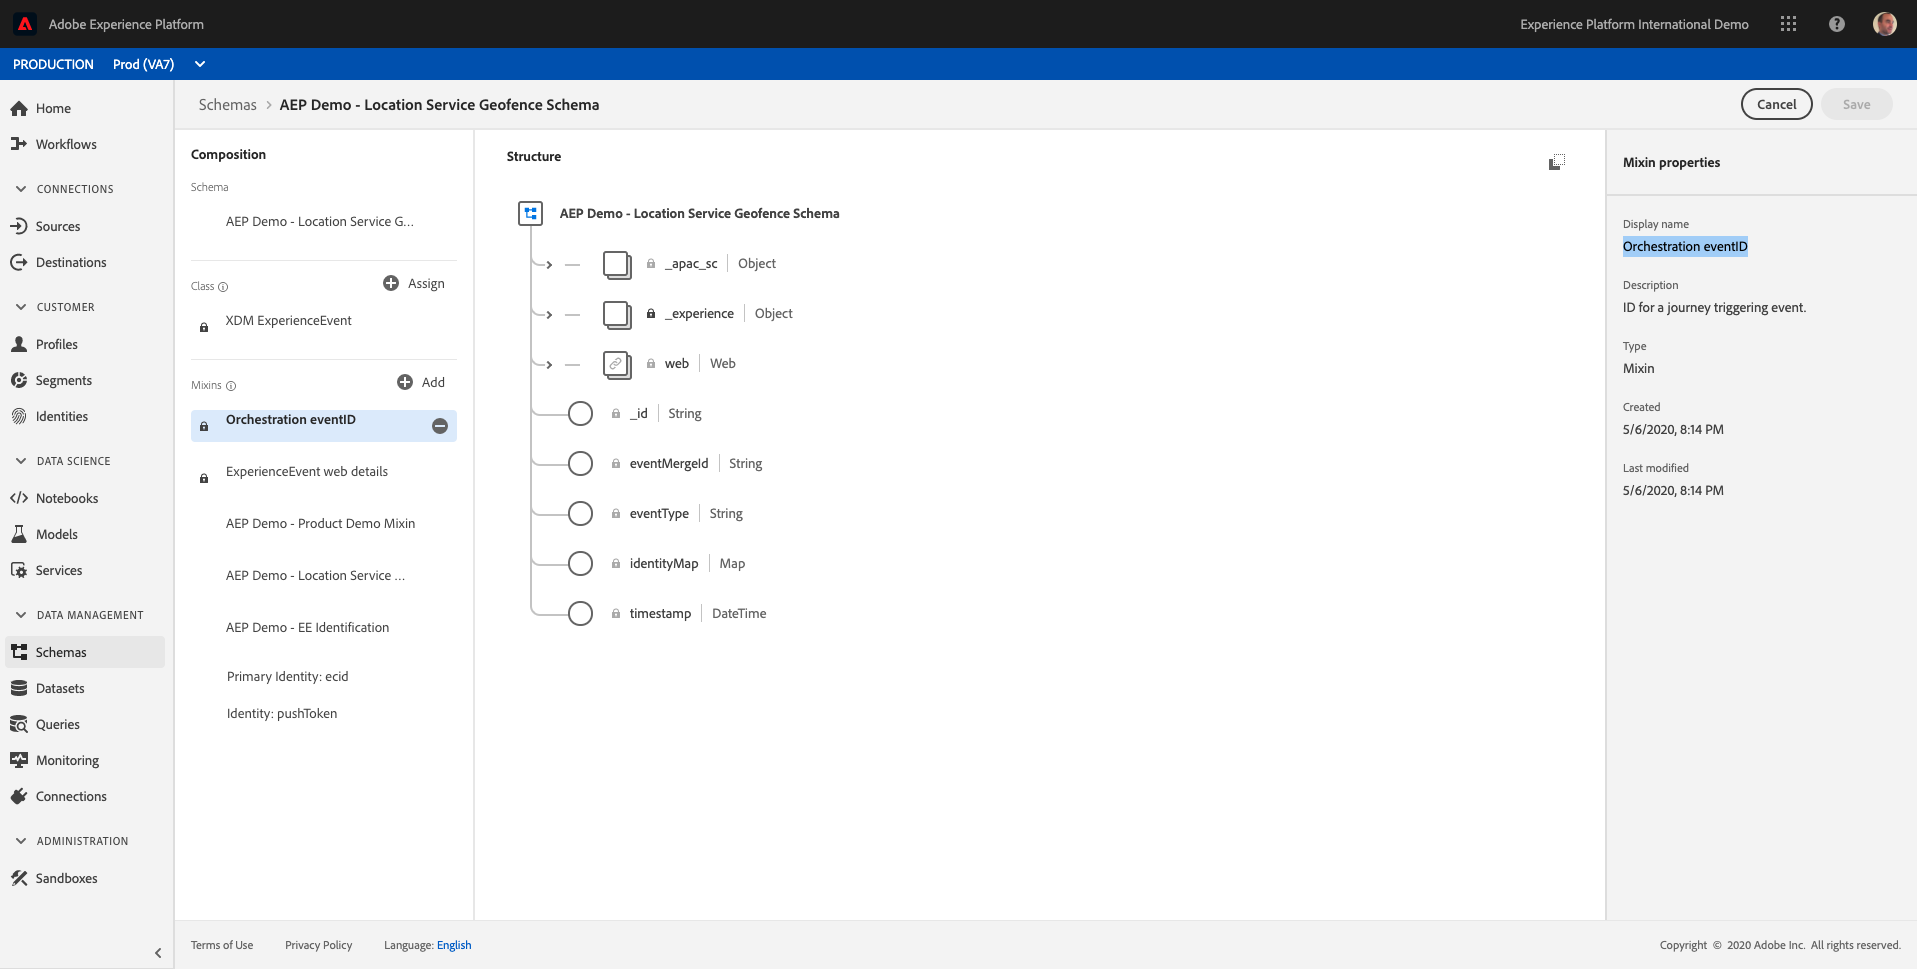 Adobe Experience Platform
Experience Platform International Demo
PRODUCTION Prod (VA7)
Home
Workflows
CONNECTIONS
Sources
Destinations
CUSTOMER
Profiles
Segments
Identities
DATA SCIENCE
Notebooks
Models
Services
DATA MANAGEMENT
Schemas
Datasets
Queries
Monitoring
Connections
ADMINISTRATION
Sandboxes
Schemas > AEP Demo - Location Service Geofence Schema
Cancel
Save
Composition
Schema
AEP Demo - Location Service G...
Class
Assign
XDM ExperienceEvent
Mixins
Add
Orchestration eventID
ExperienceEvent web details
AEP Demo - Product Demo Mixin
AEP Demo - Location Service ...
AEP Demo - EE Identification
Primary Identity: ecid
Identity: pushToken
Structure
AEP Demo - Location Service Geofence Schema
_apac_sc | Object
_experience | Object
web | Web
_id | String
eventMergeId | String
eventType | String
identityMap | Map
timestamp | DateTime
Mixin properties
Display name
Orchestration eventID
Description
ID for a journey triggering event.
Type
Mixin
Created
5/6/2020, 8:14 PM
Last modified
5/6/2020, 8:14 PM
Terms of Use
Privacy Policy
Language: English
Copyright © 2020 Adobe Inc. All rights reserved.